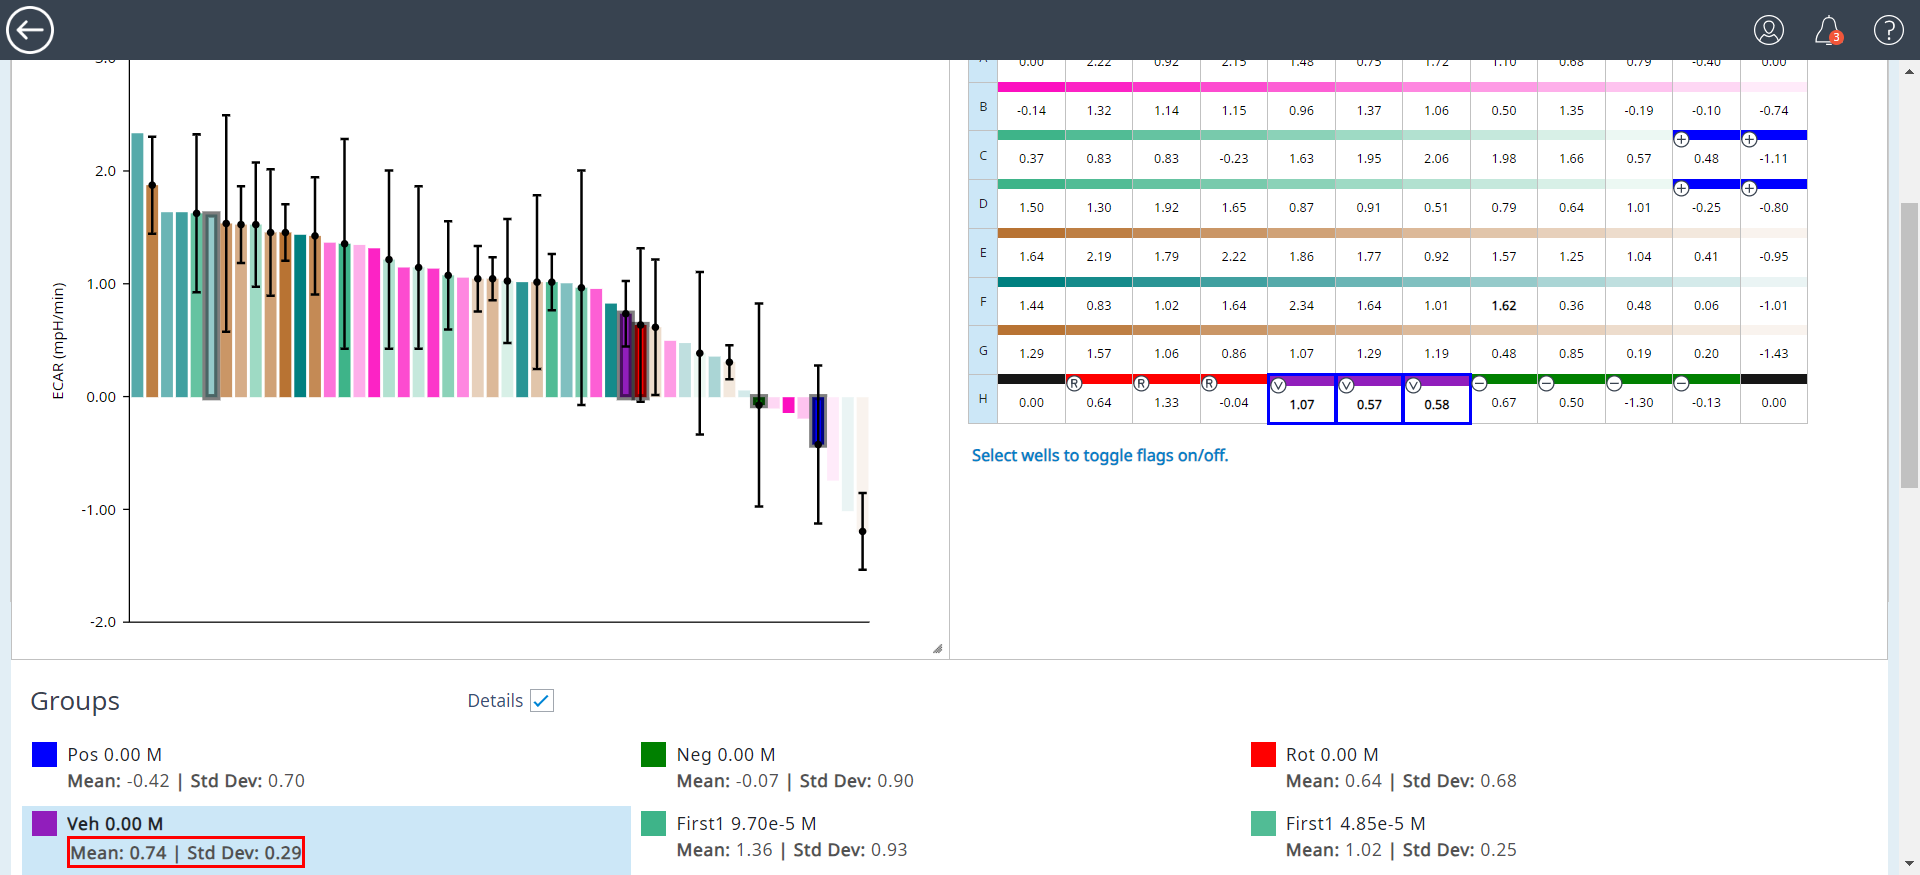 3
3.0
2.0
1.00
0.00
-1.00
-2.0
ECAR (mpH/min)
A 0.00 2.22 0.92 2.15 1.48 0.75 1.72 1.10 0.68 0.79 -0.40 0.00
B -0.14 1.32 1.14 1.15 0.96 1.37 1.06 0.50 1.35 -0.19 -0.10 -0.74
C 0.37 0.83 0.83 -0.23 1.63 1.95 2.06 1.98 1.66 0.57 0.48 -1.11
D 1.50 1.30 1.92 1.65 0.87 0.91 0.51 0.79 0.64 1.01 -0.25 -0.80
E 1.64 2.19 1.79 2.22 1.86 1.77 0.92 1.57 1.25 1.04 0.41 -0.95
F 1.44 0.83 1.02 1.64 2.34 1.64 1.01 1.62 0.36 0.48 0.06 -1.01
G 1.29 1.57 1.06 0.86 1.07 1.29 1.19 0.48 0.85 0.19 0.20 -1.43
R R R V V V
H 0.00 0.64 1.33 -0.04 1.07 0.57 0.58 0.67 0.50 -1.30 -0.13 0.00
Select wells to toggle flags on/off.
Groups
Details
Pos 0.00 M
Mean: -0.42 | Std Dev: 0.70
Neg 0.00 M
Mean: -0.07 | Std Dev: 0.90
Rot 0.00 M
Mean: 0.64 | Std Dev: 0.68
Veh 0.00 M
Mean: 0.74 | Std Dev: 0.29
First1 9.70e-5 M
Mean: 1.36 | Std Dev: 0.93
First1 4.85e-5 M
Mean: 1.02 | Std Dev: 0.25